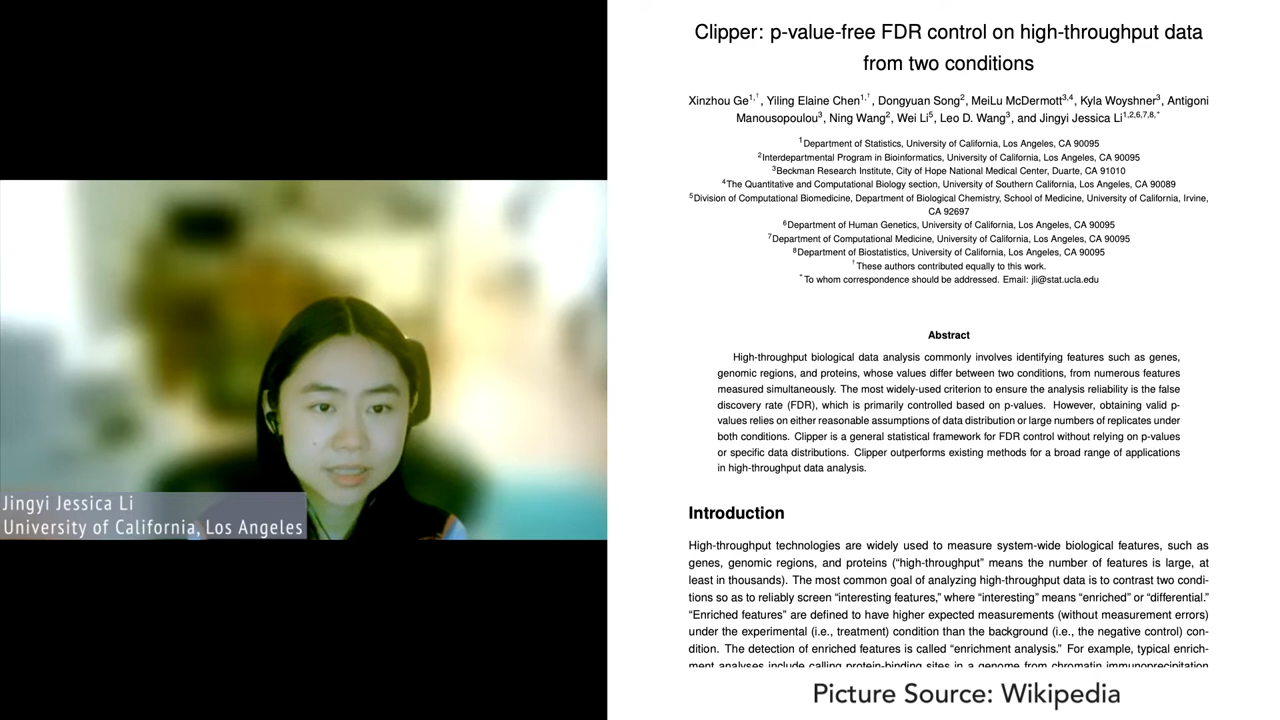 Jingyi Jessica Li
University of California, Los Angeles
Clipper: p-value-free FDR control on high-throughput data
from two conditions
Xinzhou Ge1,†, Yiling Elaine Chen1,†, Dongyuan Song2, MeiLu McDermott3,4, Kyla Woyshner3, Antigoni
Manousopoulou3, Ning Wang2, Wei Li5, Leo D. Wang3, and Jingyi Jessica Li1,2,6,7,8,*
1Department of Statistics, University of California, Los Angeles, CA 90095
2Interdepartmental Program in Bioinformatics, University of California, Los Angeles, CA 90095
3Beckman Research Institute, City of Hope National Medical Center, Duarte, CA 91010
4The Quantitative and Computational Biology section, University of Southern California, Los Angeles, CA 90089
5Division of Computational Biomedicine, Department of Biological Chemistry, School of Medicine, University of California, Irvine,
CA 92697
6Department of Human Genetics, University of California, Los Angeles, CA 90095
7Department of Computational Medicine, University of California, Los Angeles, CA 90095
8Department of Biostatistics, University of California, Los Angeles, CA 90095
†These authors contributed equally to this work.
*To whom correspondence should be addressed. Email: jli@stat.ucla.edu
Abstract
High-throughput biological data analysis commonly involves identifying features such as genes,
genomic regions, and proteins, whose values differ between two conditions, from numerous features
measured simultaneously. The most widely-used criterion to ensure the analysis reliability is the false
discovery rate (FDR), which is primarily controlled based on p-values. However, obtaining valid p-
values relies on either reasonable assumptions of data distribution or large numbers of replicates under
both conditions. Clipper is a general statistical framework for FDR control without relying on p-values
or specific data distributions. Clipper outperforms existing methods for a broad range of applications
in high-throughput data analysis.
Introduction
High-throughput technologies are widely used to measure system-wide biological features, such as
genes, genomic regions, and proteins (“high-throughput” means the number of features is large, at
least in thousands). The most common goal of analyzing high-throughput data is to contrast two condi-
tions so as to reliably screen “interesting features,” where “interesting” means “enriched” or “differential.”
“Enriched features” are defined to have higher expected measurements (without measurement errors)
under the experimental (i.e., treatment) condition than the background (i.e., the negative control) con-
dition. The detection of enriched features is called “enrichment analysis.” For example, typical enrich-
ment analyses include calling protein-binding sites in a genome from chromatin immunoprecipitation
Picture Source: Wikipedia